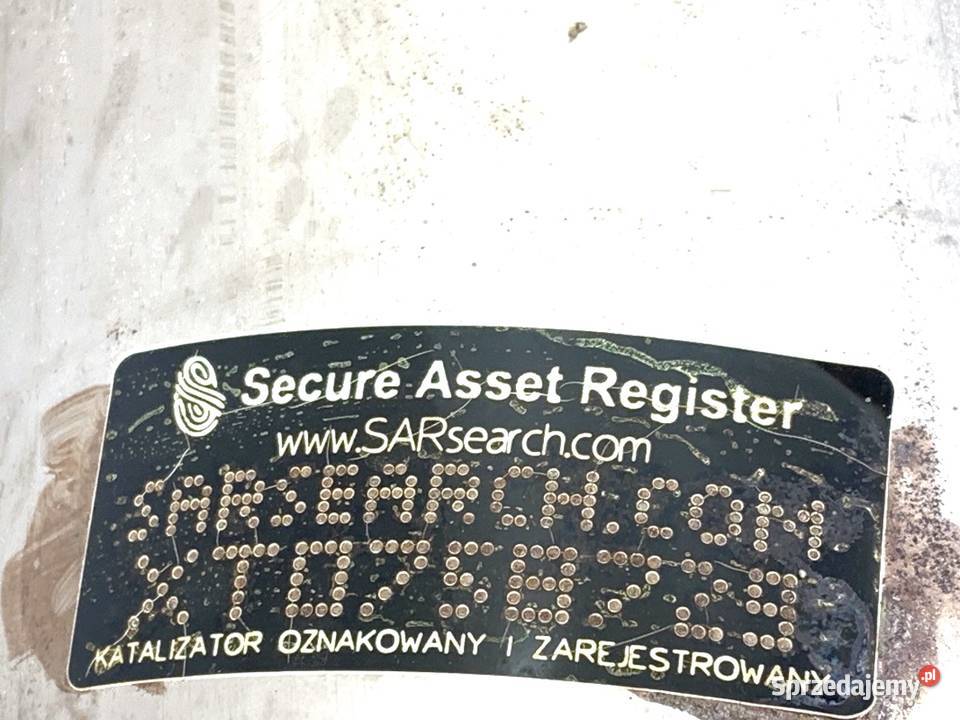 Secure Asset Register
www.SARsearch.com
SARSEARCH.COM
KATALIZATOR OZNAKOWANY I ZAREJESTROWANY
Sprzedajemy.pl